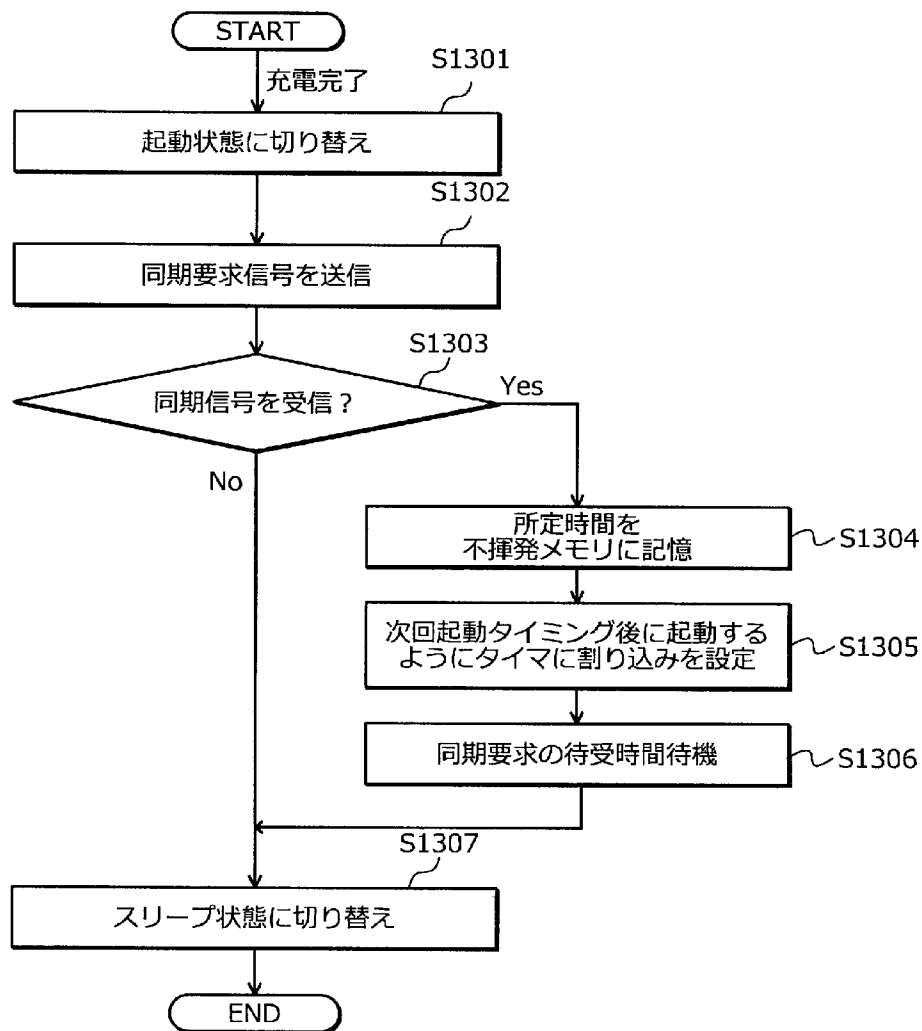 START
充電完了
S1301
起動状態に切り替え
S1302
同期要求信号を送信
S1303
同期信号を受信？
Yes
No
所定時間を
不揮発メモリに記憶
S1304
次回起動タイミング後に起動する
ようにタイマに割り込みを設定
S1305
同期要求の待受時間待機
S1306
S1307
スリープ状態に切り替え
END